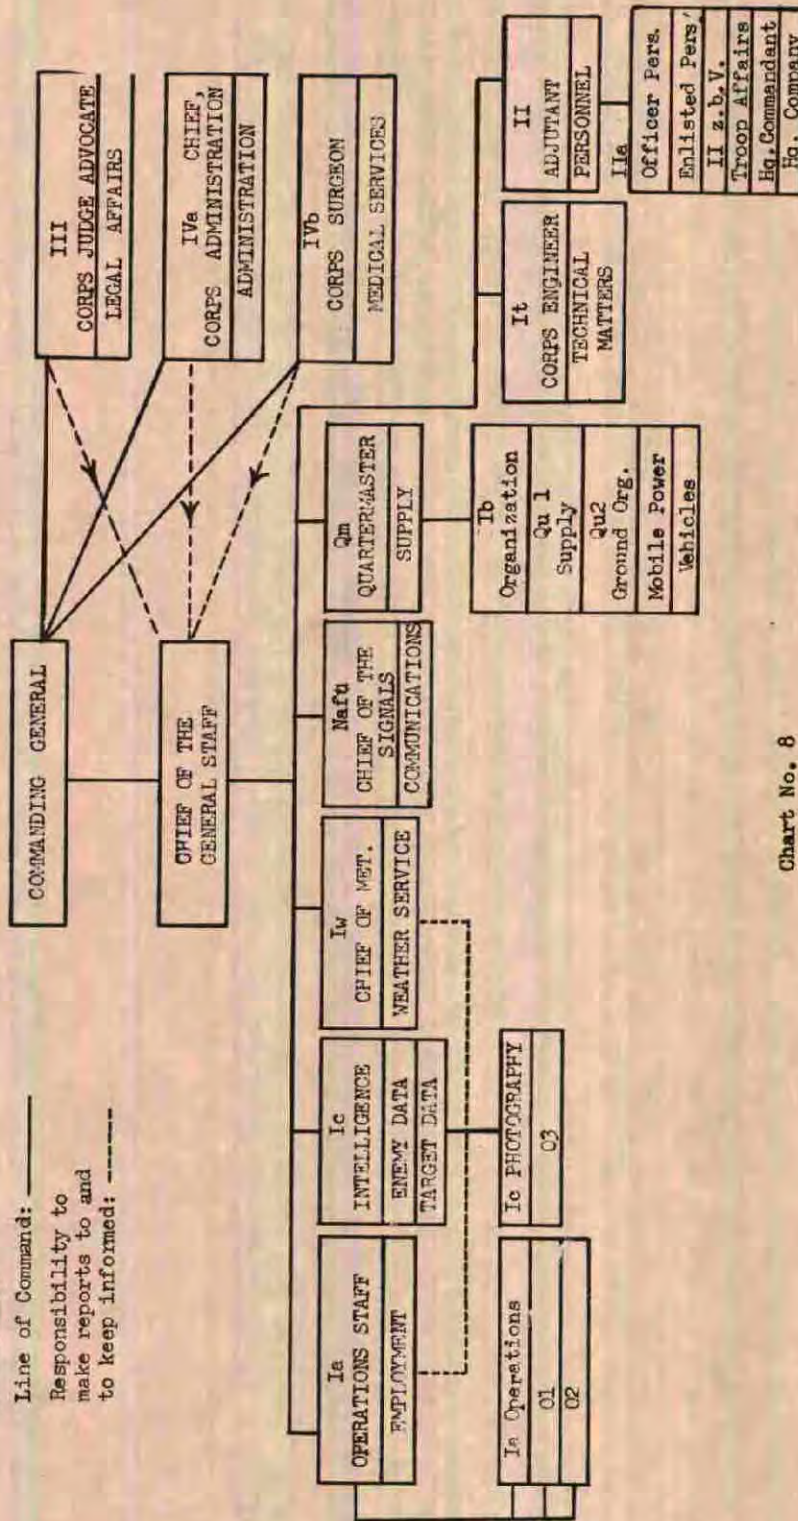 Line of Command:
Responsibility to
make reports to and
to keep informed:
COMMANDING GENERAL
CHIEF OF THE
GENERAL STAFF
III
CORPS JUDGE ADVOCATE
LEGAL AFFAIRS
IVa CHIEF,
CORPS ADMINISTRATION
ADMINISTRATION
IVb
CORPS SURGEON
MEDICAL SERVICES
Ia
OPERATIONS STAFF
EMPLOYMENT
Ic
INTELLIGENCE
ENEMY DATA
TARGET DATA
Iw
CHIEF OF MET.
WEATHER SERVICE
Nafü
CHIEF OF THE
SIGNALS
COMMUNICATIONS
Qm
QUARTERMASTER
SUPPLY
It
CORPS ENGINEER
TECHNICAL
MATTERS
II
ADJUTANT
PERSONNEL
Ia Operations
O1
O2
Ic PHOTOGRAPHY
O3
Ib
Organization
Qu 1
Supply
Qu2
Ground Org.
Mobile Power
Vehicles
IIa
Officer Pers.
Enlisted Pers.
II z.b.V.
Troop Affairs
Hq.Commandant
Hq. Company
Chart No. 8